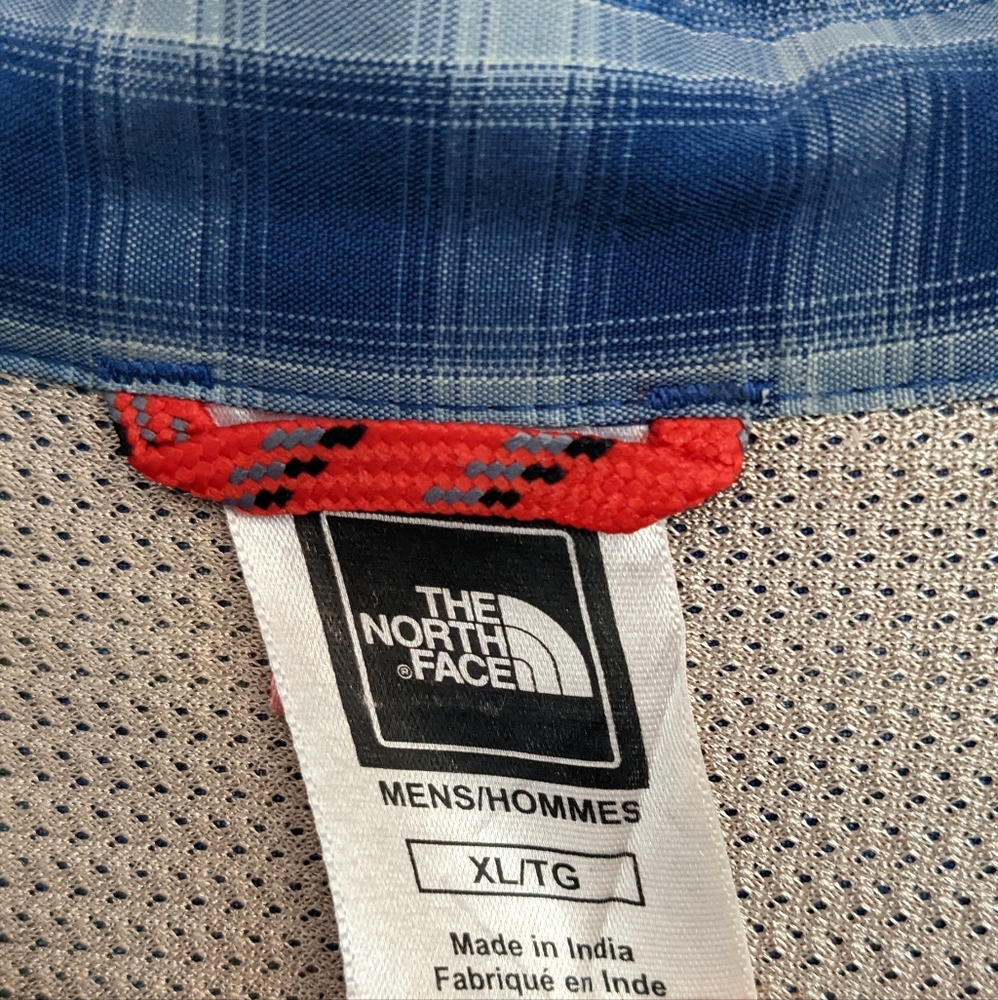 THE
NORTH
®FACE
MENS/HOMMES
XL/TG
Made in India
Fabriqué en Inde